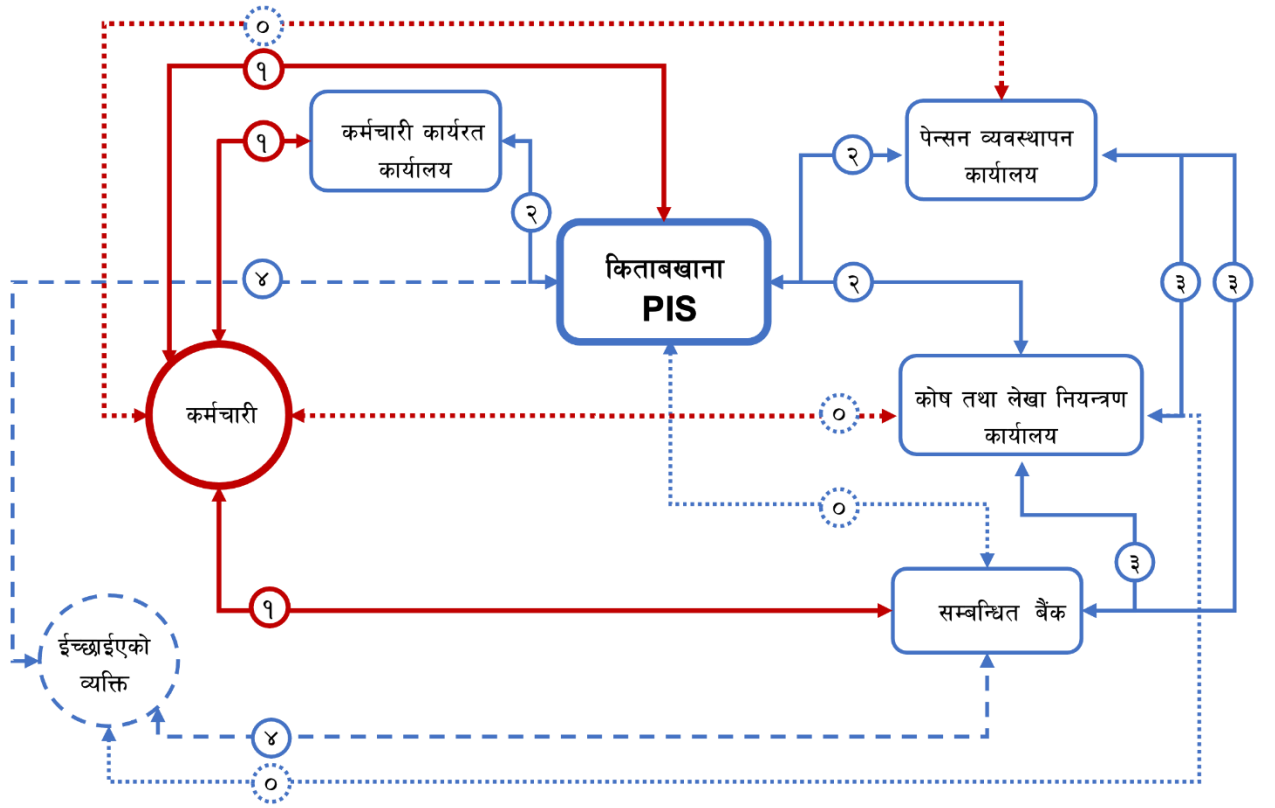 ०
१
१
कर्मचारी कार्यरत
कार्यालय
पेन्सन व्यवस्थापन
कार्यालय
२
२
किताबखाना
PIS
४
२
३
३
कर्मचारी
०
कोष तथा लेखा नियन्त्रण
कार्यालय
०
३
१
सम्बन्धित बैंक
ईच्छाईएको
व्यक्ति
४
०